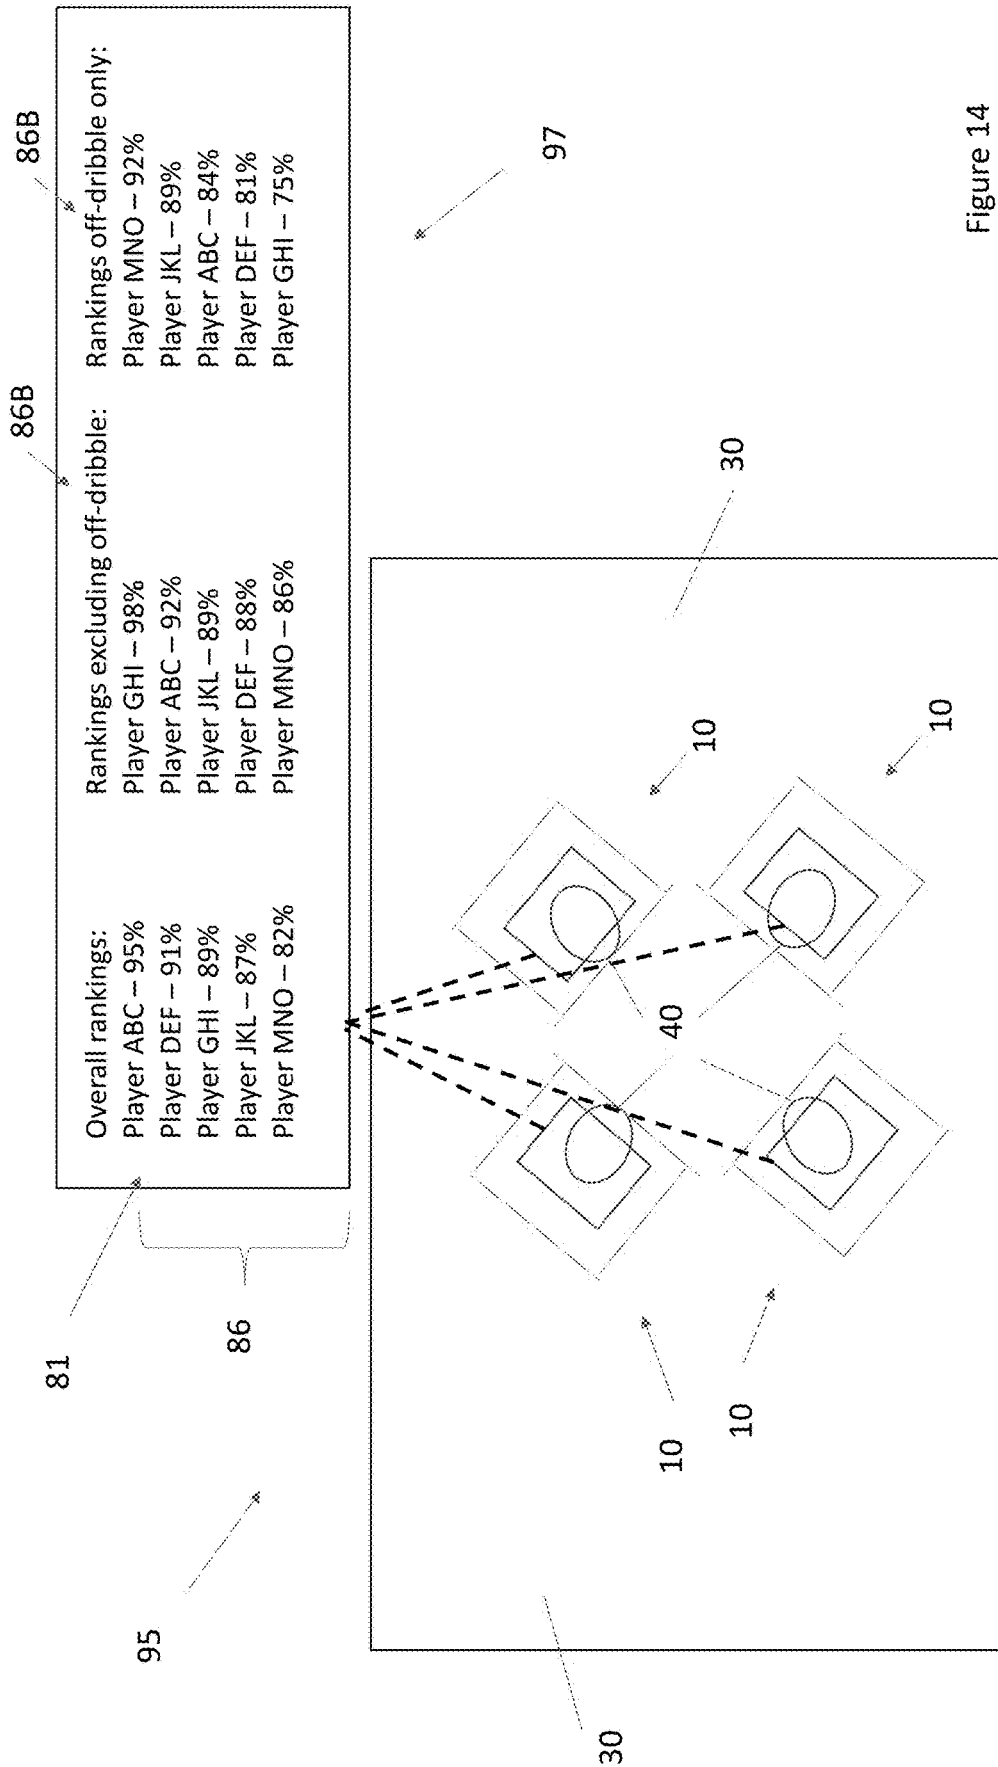 86B
86B
Overall rankings:
Player ABC – 95%
Player DEF – 91%
Player GHI – 89%
Player JKL – 87%
Player MNO – 82%
Rankings excluding off-dribble:
Player GHI – 98%
Player ABC – 92%
Player JKL – 89%
Player DEF – 88%
Player MNO – 86%
Rankings off-dribble only:
Player MNO – 92%
Player JKL – 89%
Player ABC – 84%
Player DEF – 81%
Player GHI – 75%
81
86
95
97
30
10
10
40
10
10
30
Figure 14